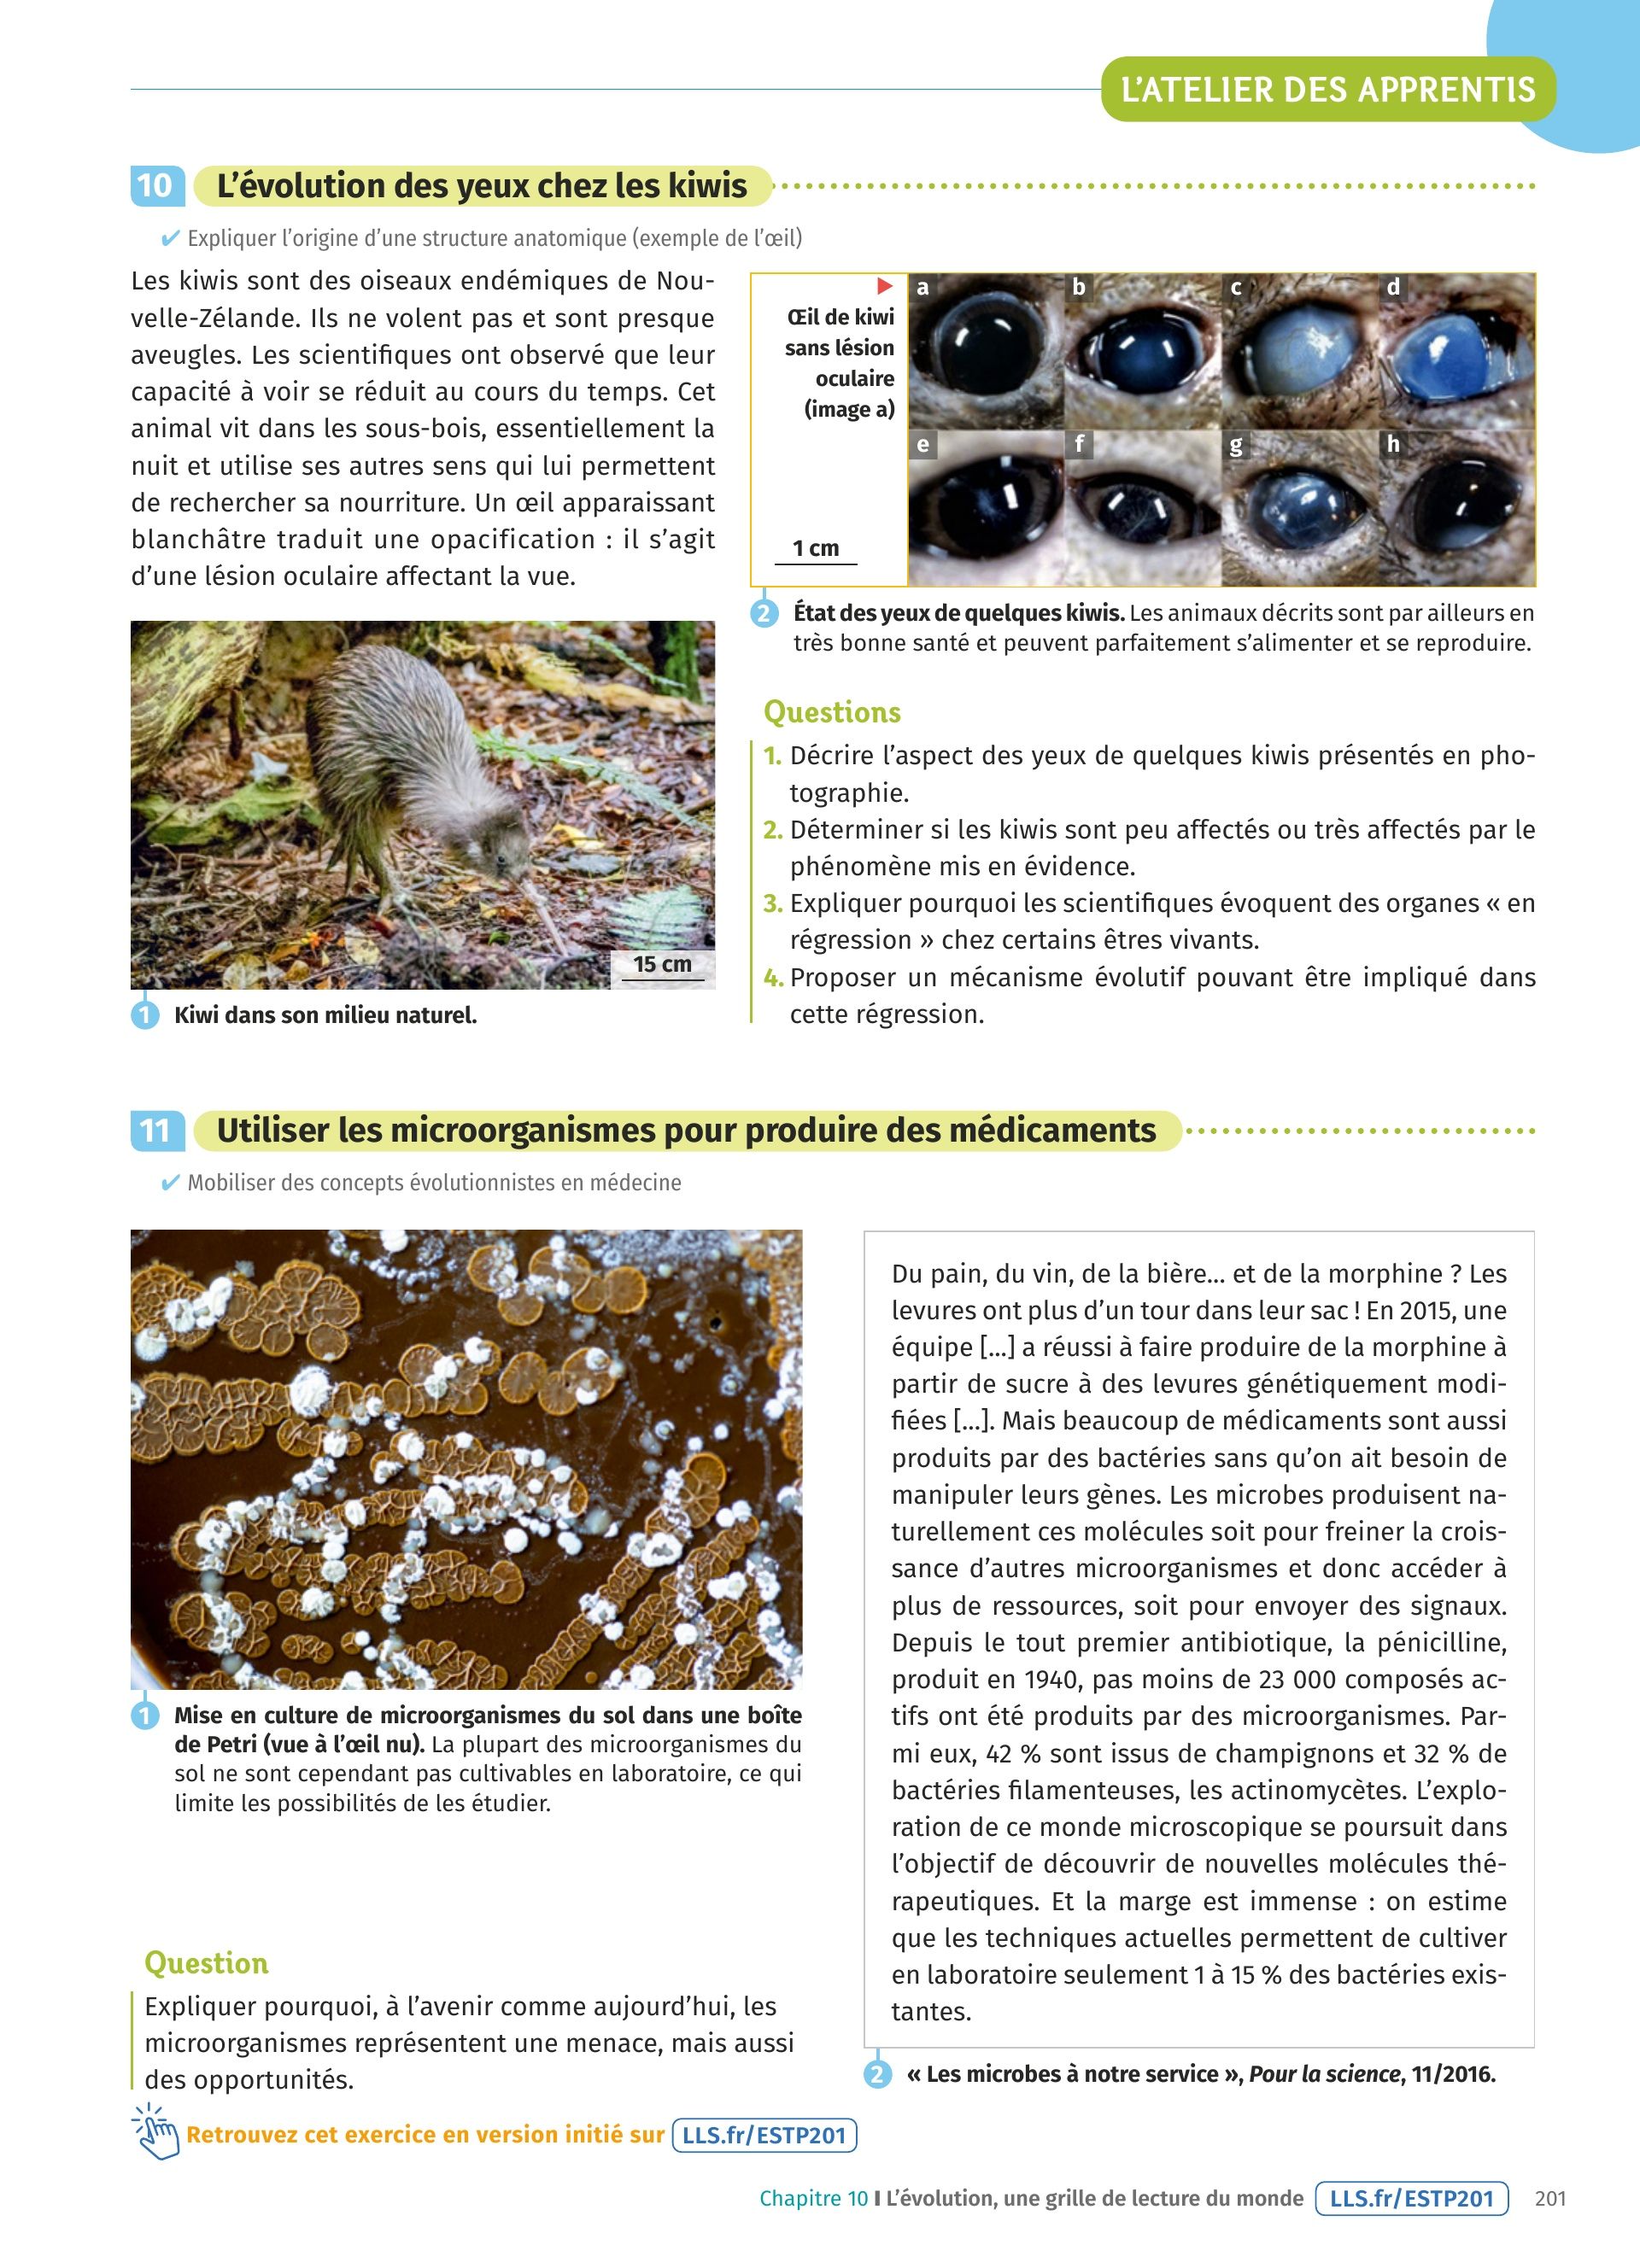 L'ATELIER DES APPRENTIS
10 L'évolution des yeux chez les kiwis
✔ Expliquer l'origine d'une structure anatomique (exemple de l'œil)
Les kiwis sont des oiseaux endémiques de Nou-
velle-Zélande. Ils ne volent pas et sont presque
aveugles. Les scientifiques ont observé que leur
capacité à voir se réduit au cours du temps. Cet
animal vit dans les sous-bois, essentiellement la
nuit et utilise ses autres sens qui lui permettent
de rechercher sa nourriture. Un œil apparaissant
blanchâtre traduit une opacification : il s'agit
d'une lésion oculaire affectant la vue.
15 cm
1 Kiwi dans son milieu naturel.
Œil de kiwi
sans lésion
oculaire
(image a)
1 cm
a b c d
e f g h
2 État des yeux de quelques kiwis. Les animaux décrits sont par ailleurs en
très bonne santé et peuvent parfaitement s'alimenter et se reproduire.
Questions
1. Décrire l'aspect des yeux de quelques kiwis présentés en pho-
tographie.
2. Déterminer si les kiwis sont peu affectés ou très affectés par le
phénomène mis en évidence.
3. Expliquer pourquoi les scientifiques évoquent des organes « en
régression » chez certains êtres vivants.
4. Proposer un mécanisme évolutif pouvant être impliqué dans
cette régression.
11 Utiliser les microorganismes pour produire des médicaments
✔ Mobiliser des concepts évolutionnistes en médecine
1 Mise en culture de microorganismes du sol dans une boîte
de Petri (vue à l'œil nu). La plupart des microorganismes du
sol ne sont cependant pas cultivables en laboratoire, ce qui
limite les possibilités de les étudier.
Question
Expliquer pourquoi, à l'avenir comme aujourd'hui, les
microorganismes représentent une menace, mais aussi
des opportunités.
Retrouvez cet exercice en version initié sur LLS.fr/ESTP201
Du pain, du vin, de la bière... et de la morphine ? Les
levures ont plus d'un tour dans leur sac ! En 2015, une
équipe [...] a réussi à faire produire de la morphine à
partir de sucre à des levures génétiquement modi-
fiées [...]. Mais beaucoup de médicaments sont aussi
produits par des bactéries sans qu'on ait besoin de
manipuler leurs gènes. Les microbes produisent na-
turellement ces molécules soit pour freiner la crois-
sance d'autres microorganismes et donc accéder à
plus de ressources, soit pour envoyer des signaux.
Depuis le tout premier antibiotique, la pénicilline,
produit en 1940, pas moins de 23 000 composés ac-
tifs ont été produits par des microorganismes. Par-
mi eux, 42 % sont issus de champignons et 32 % de
bactéries filamenteuses, les actinomycètes. L'explo-
ration de ce monde microscopique se poursuit dans
l'objectif de découvrir de nouvelles molécules thé-
rapeutiques. Et la marge est immense : on estime
que les techniques actuelles permettent de cultiver
en laboratoire seulement 1 à 15 % des bactéries exis-
tantes.
2 « Les microbes à notre service », Pour la science, 11/2016.
Chapitre 10 I L'évolution, une grille de lecture du monde LLS.fr/ESTP201 201